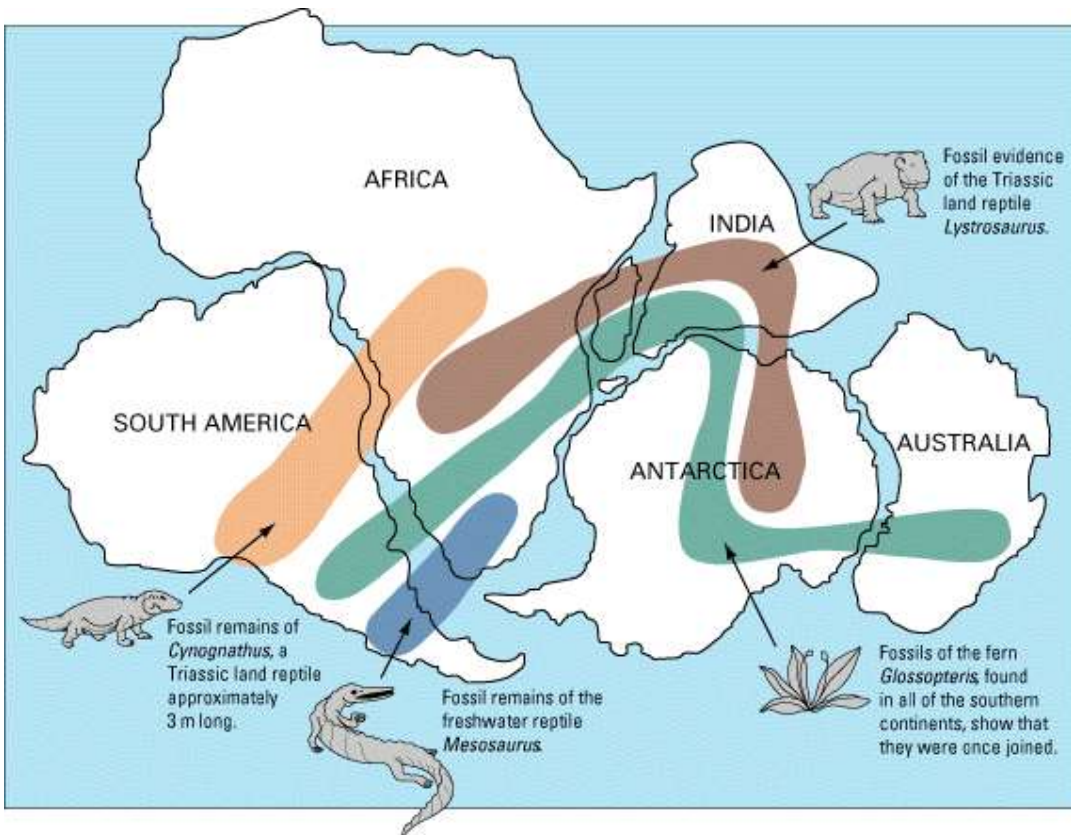 AFRICA
Fossil evidence
of the Triassic
land reptile
Lystrosaurus.
INDIA
SOUTH AMERICA
AUSTRALIA
ANTARCTICA
Fossil remains of
Cynognathus, a
Triassic land reptile
approximately
3 m long.
Fossil remains of the
freshwater reptile
Mesosaurus.
Fossils of the fern
Glossopteris, found
in all of the southern
continents, show that
they were once joined.